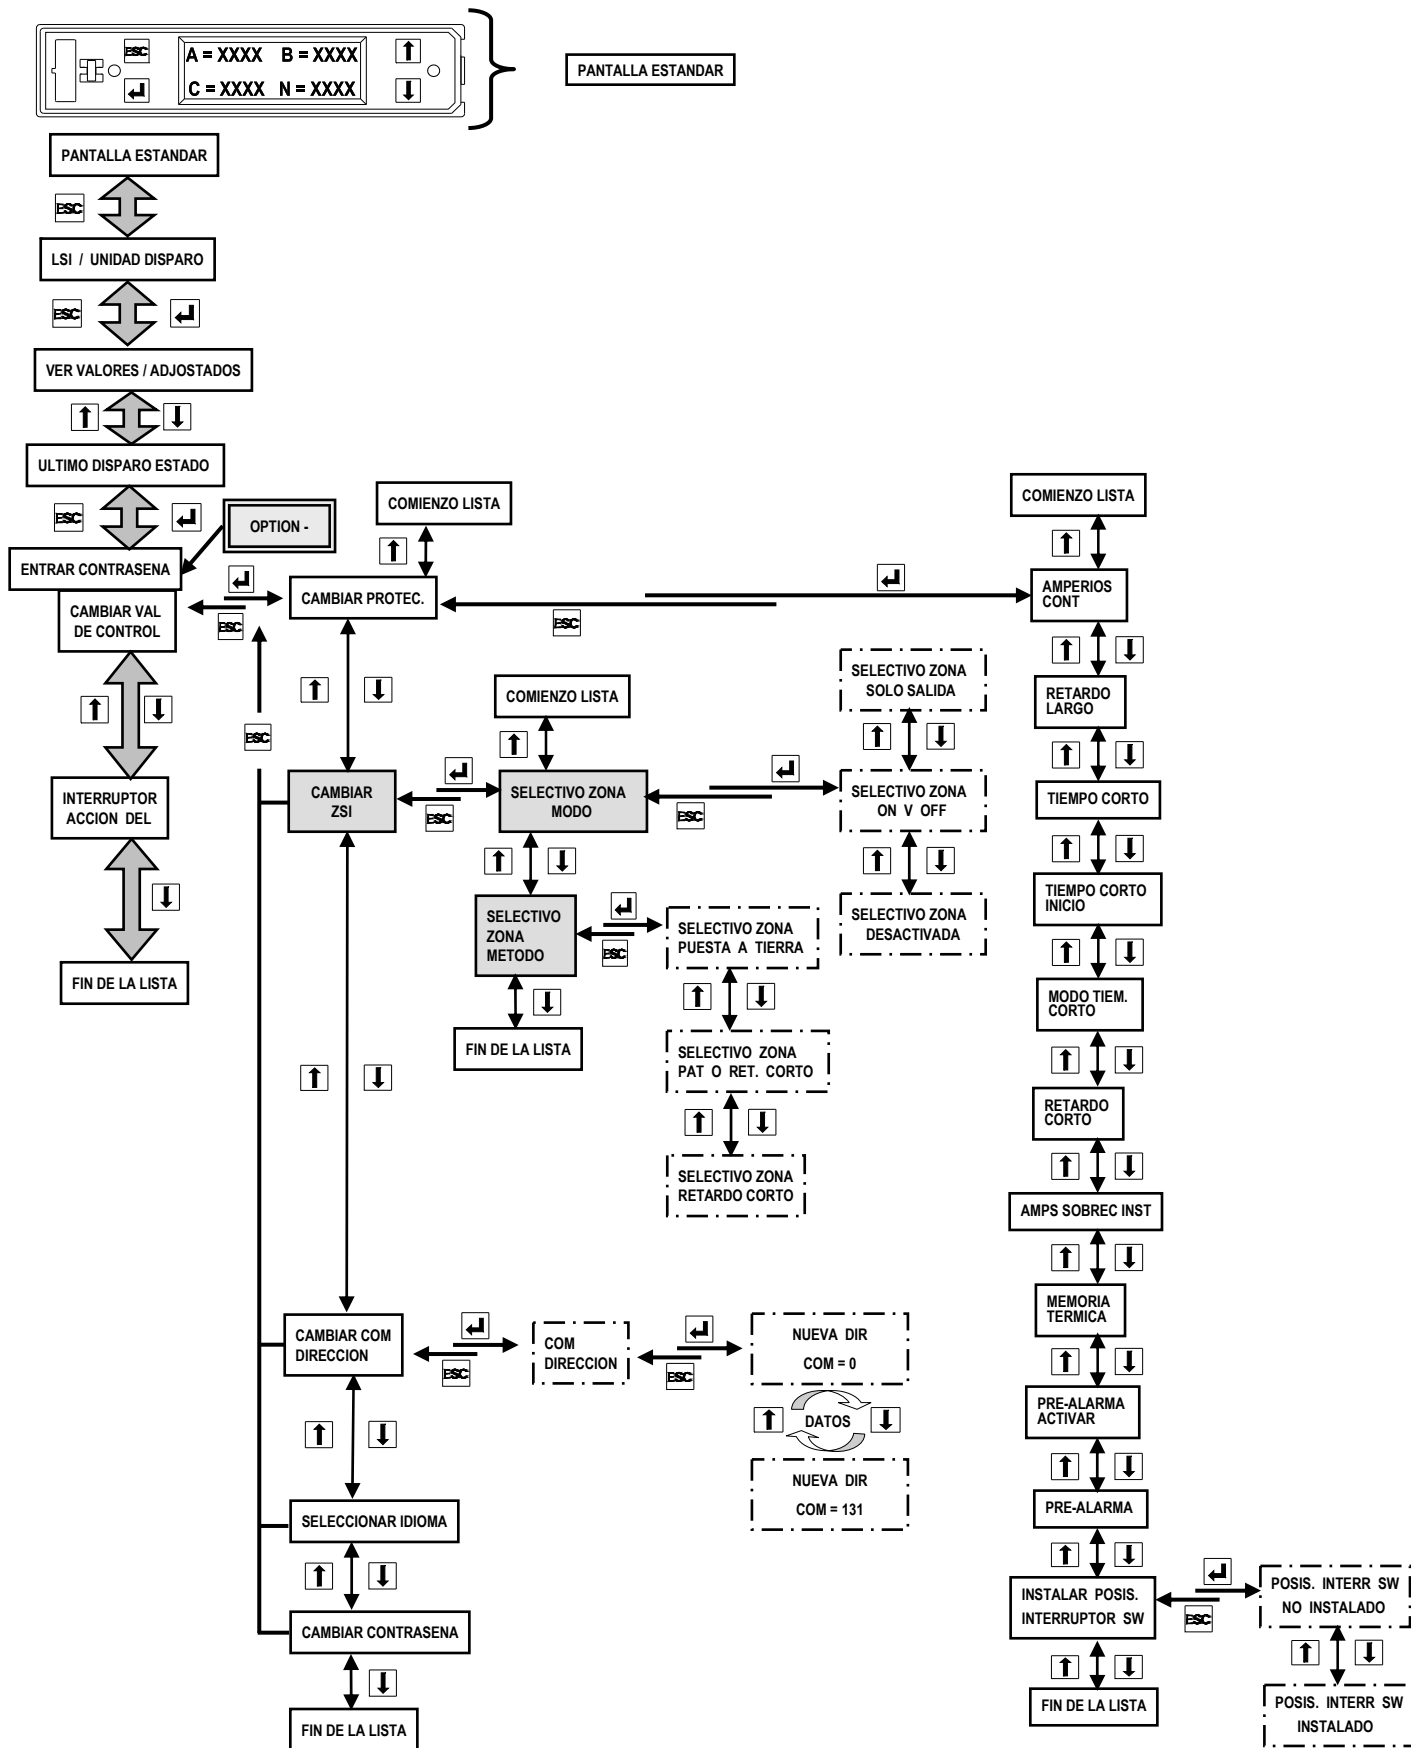 ESC
A = XXXX B = XXXX
C = XXXX N = XXXX
PANTALLA ESTANDAR
PANTALLA ESTANDAR
ESC
LSI / UNIDAD DISPARO
ESC
VER VALORES / ADJOSTADOS
ULTIMO DISPARO ESTADO
ESC
OPTION -
ENTRAR CONTRASENA
CAMBIAR VAL
DE CONTROL
INTERRUPTOR
ACCION DEL
FIN DE LA LISTA
ESC
ESC
COMIENZO LISTA
CAMBIAR PROTEC.
ESC
CAMBIAR
ZSI
ESC
COMIENZO LISTA
SELECTIVO ZONA
MODO
ESC
SELECTIVO ZONA
SOLO SALIDA
SELECTIVO ZONA
ON V OFF
SELECTIVO ZONA
DESACTIVADA
SELECTIVO
ZONA
METODO
ESC
FIN DE LA LISTA
SELECTIVO ZONA
PUESTA A TIERRA
SELECTIVO ZONA
PAT O RET. CORTO
SELECTIVO ZONA
RETARDO CORTO
CAMBIAR COM
DIRECCION
ESC
COM
DIRECCION
ESC
NUEVA DIR
COM = 0
DATOS
NUEVA DIR
COM = 131
SELECCIONAR IDIOMA
CAMBIAR CONTRASENA
FIN DE LA LISTA
COMIENZO LISTA
AMPERIOS
CONT
RETARDO
LARGO
TIEMPO CORTO
TIEMPO CORTO
INICIO
MODO TIEM.
CORTO
RETARDO
CORTO
AMPS SOBREC INST
MEMORIA
TERMICA
PRE-ALARMA
ACTIVAR
PRE-ALARMA
INSTALAR POSIS.
INTERRUPTOR SW
ESC
FIN DE LA LISTA
POSIS. INTERR SW
NO INSTALADO
POSIS. INTERR SW
INSTALADO